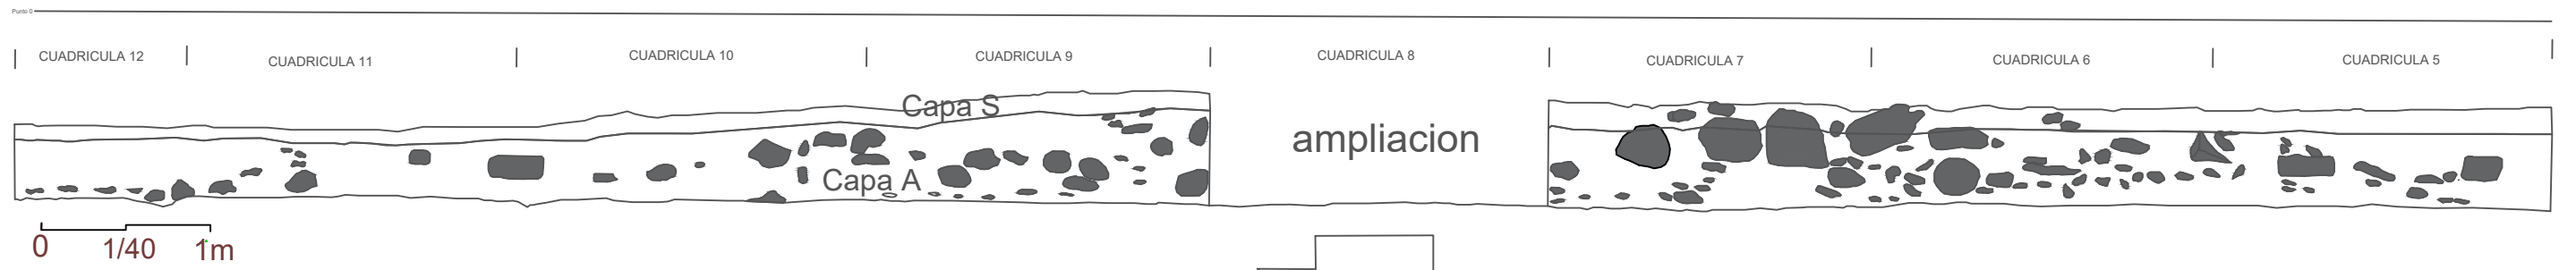 Punto 0
CUADRICULA 12
CUADRICULA 11
CUADRICULA 10
CUADRICULA 9
CUADRICULA 8
CUADRICULA 7
CUADRICULA 6
CUADRICULA 5
Capa S
ampliacion
Capa A
0 1/40 1m